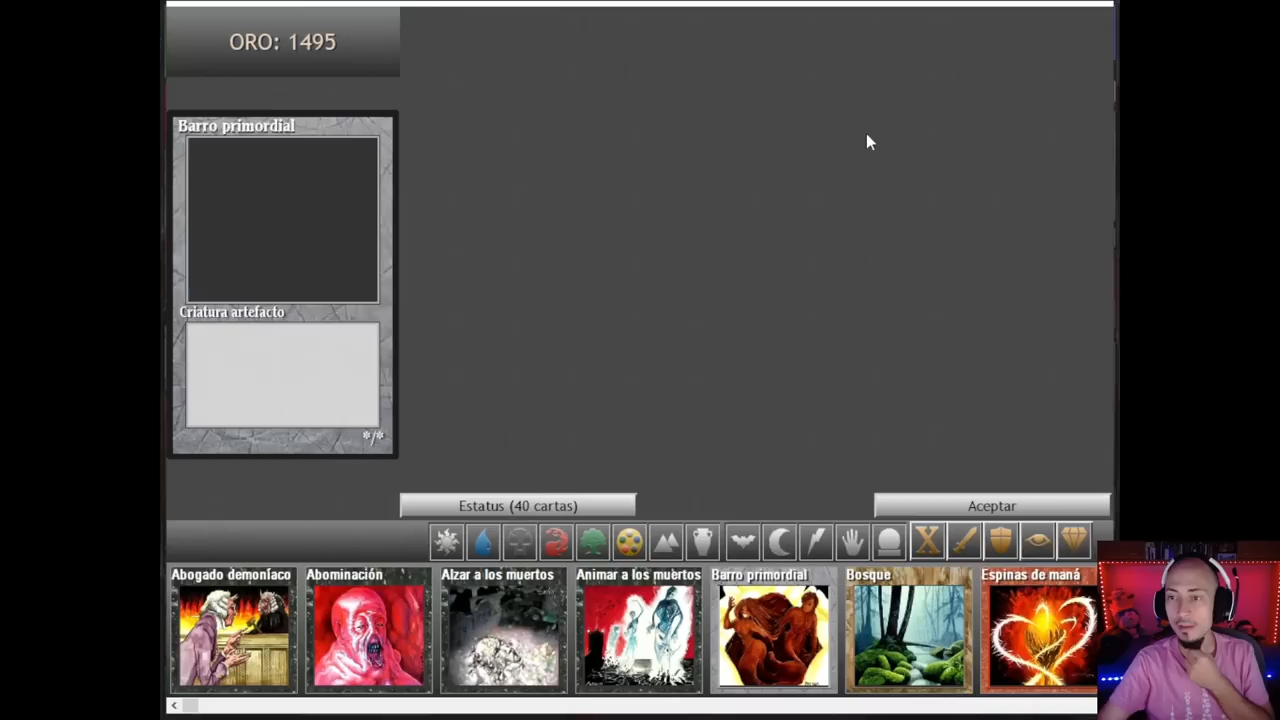 ORO: 1495
Barro primordial
Criatura artefacto
*/*
Estatus (40 cartas)
Aceptar
Abogado demoníaco
Abominación
Alzar a los muertos
Animar a los muertos
Barro primordial
Bosque
Espinas de maná